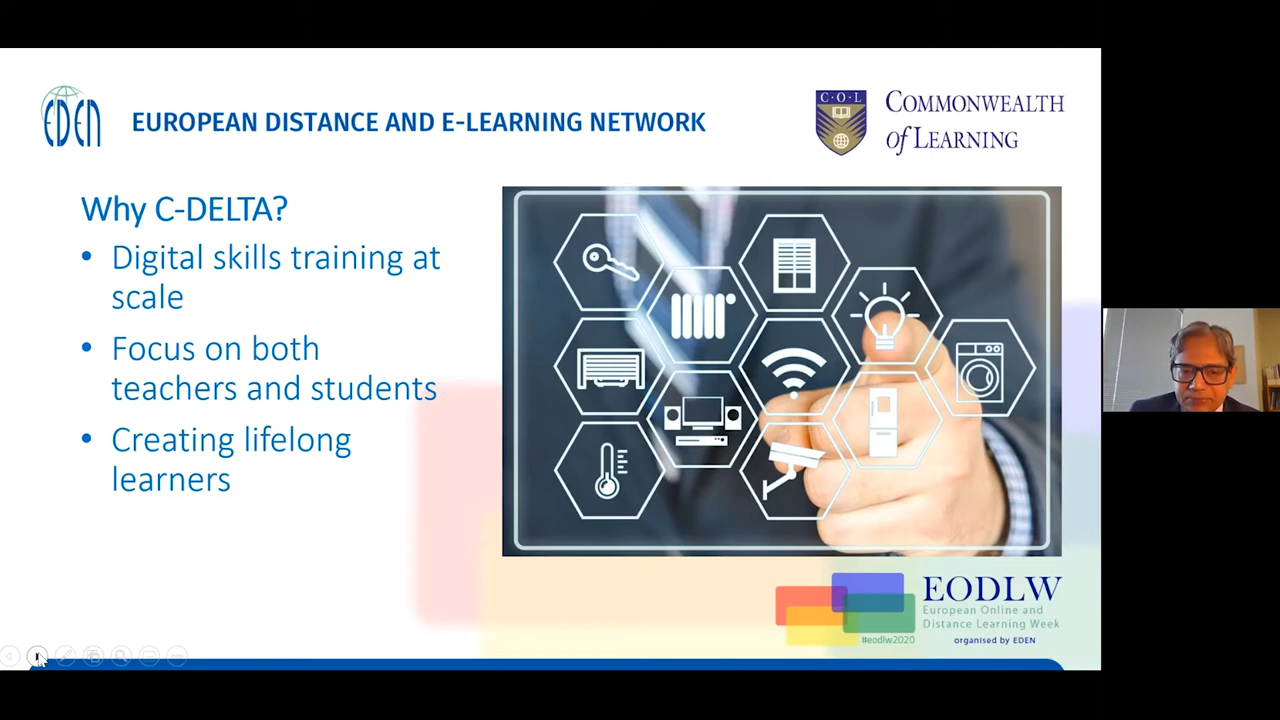 EDEN
EUROPEAN DISTANCE AND E-LEARNING NETWORK
C·O·L
COMMONWEALTH
of LEARNING
Why C-DELTA?
• Digital skills training at
scale
• Focus on both
teachers and students
• Creating lifelong
learners
EODLW
European Online and
Distance Learning Week
#eodlw2020
organised by EDEN